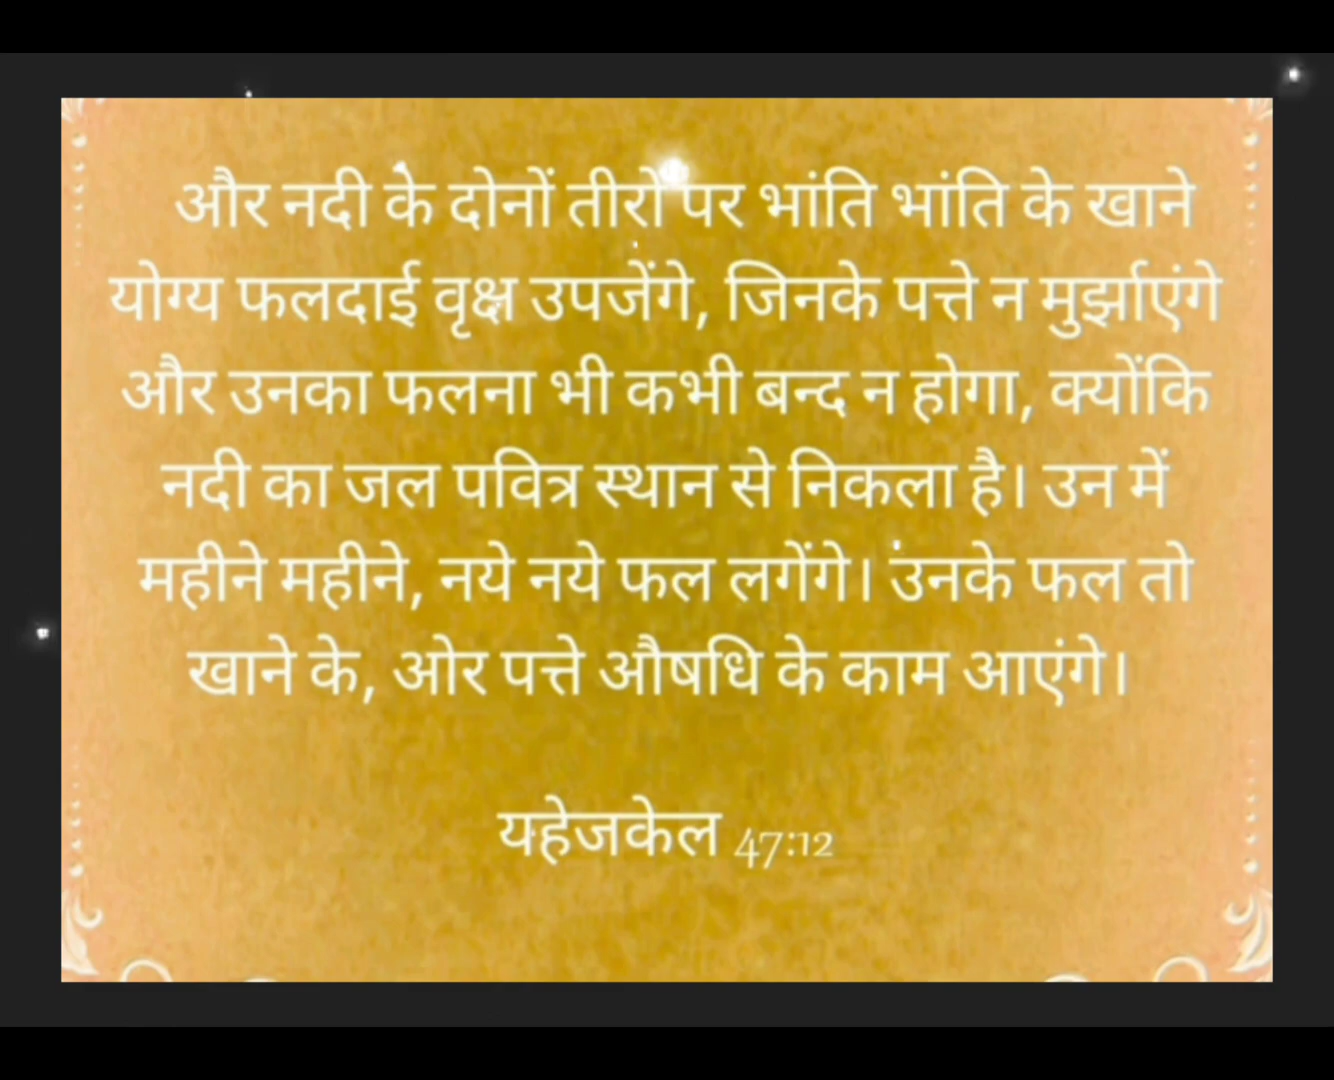 और नदी के दोनों तीरों पर भांति भांति के खाने
योग्य फलदाई वृक्ष उपजेंगे, जिनके पत्ते न मुर्झाएंगे
और उनका फलना भी कभी बन्द न होगा, क्योंकि
नदी का जल पवित्र स्थान से निकला है। उन में
महीने महीने, नये नये फल लगेंगे। उनके फल तो
खाने के, ओर पत्ते औषधि के काम आएंगे।
यहेजकेल 47:12